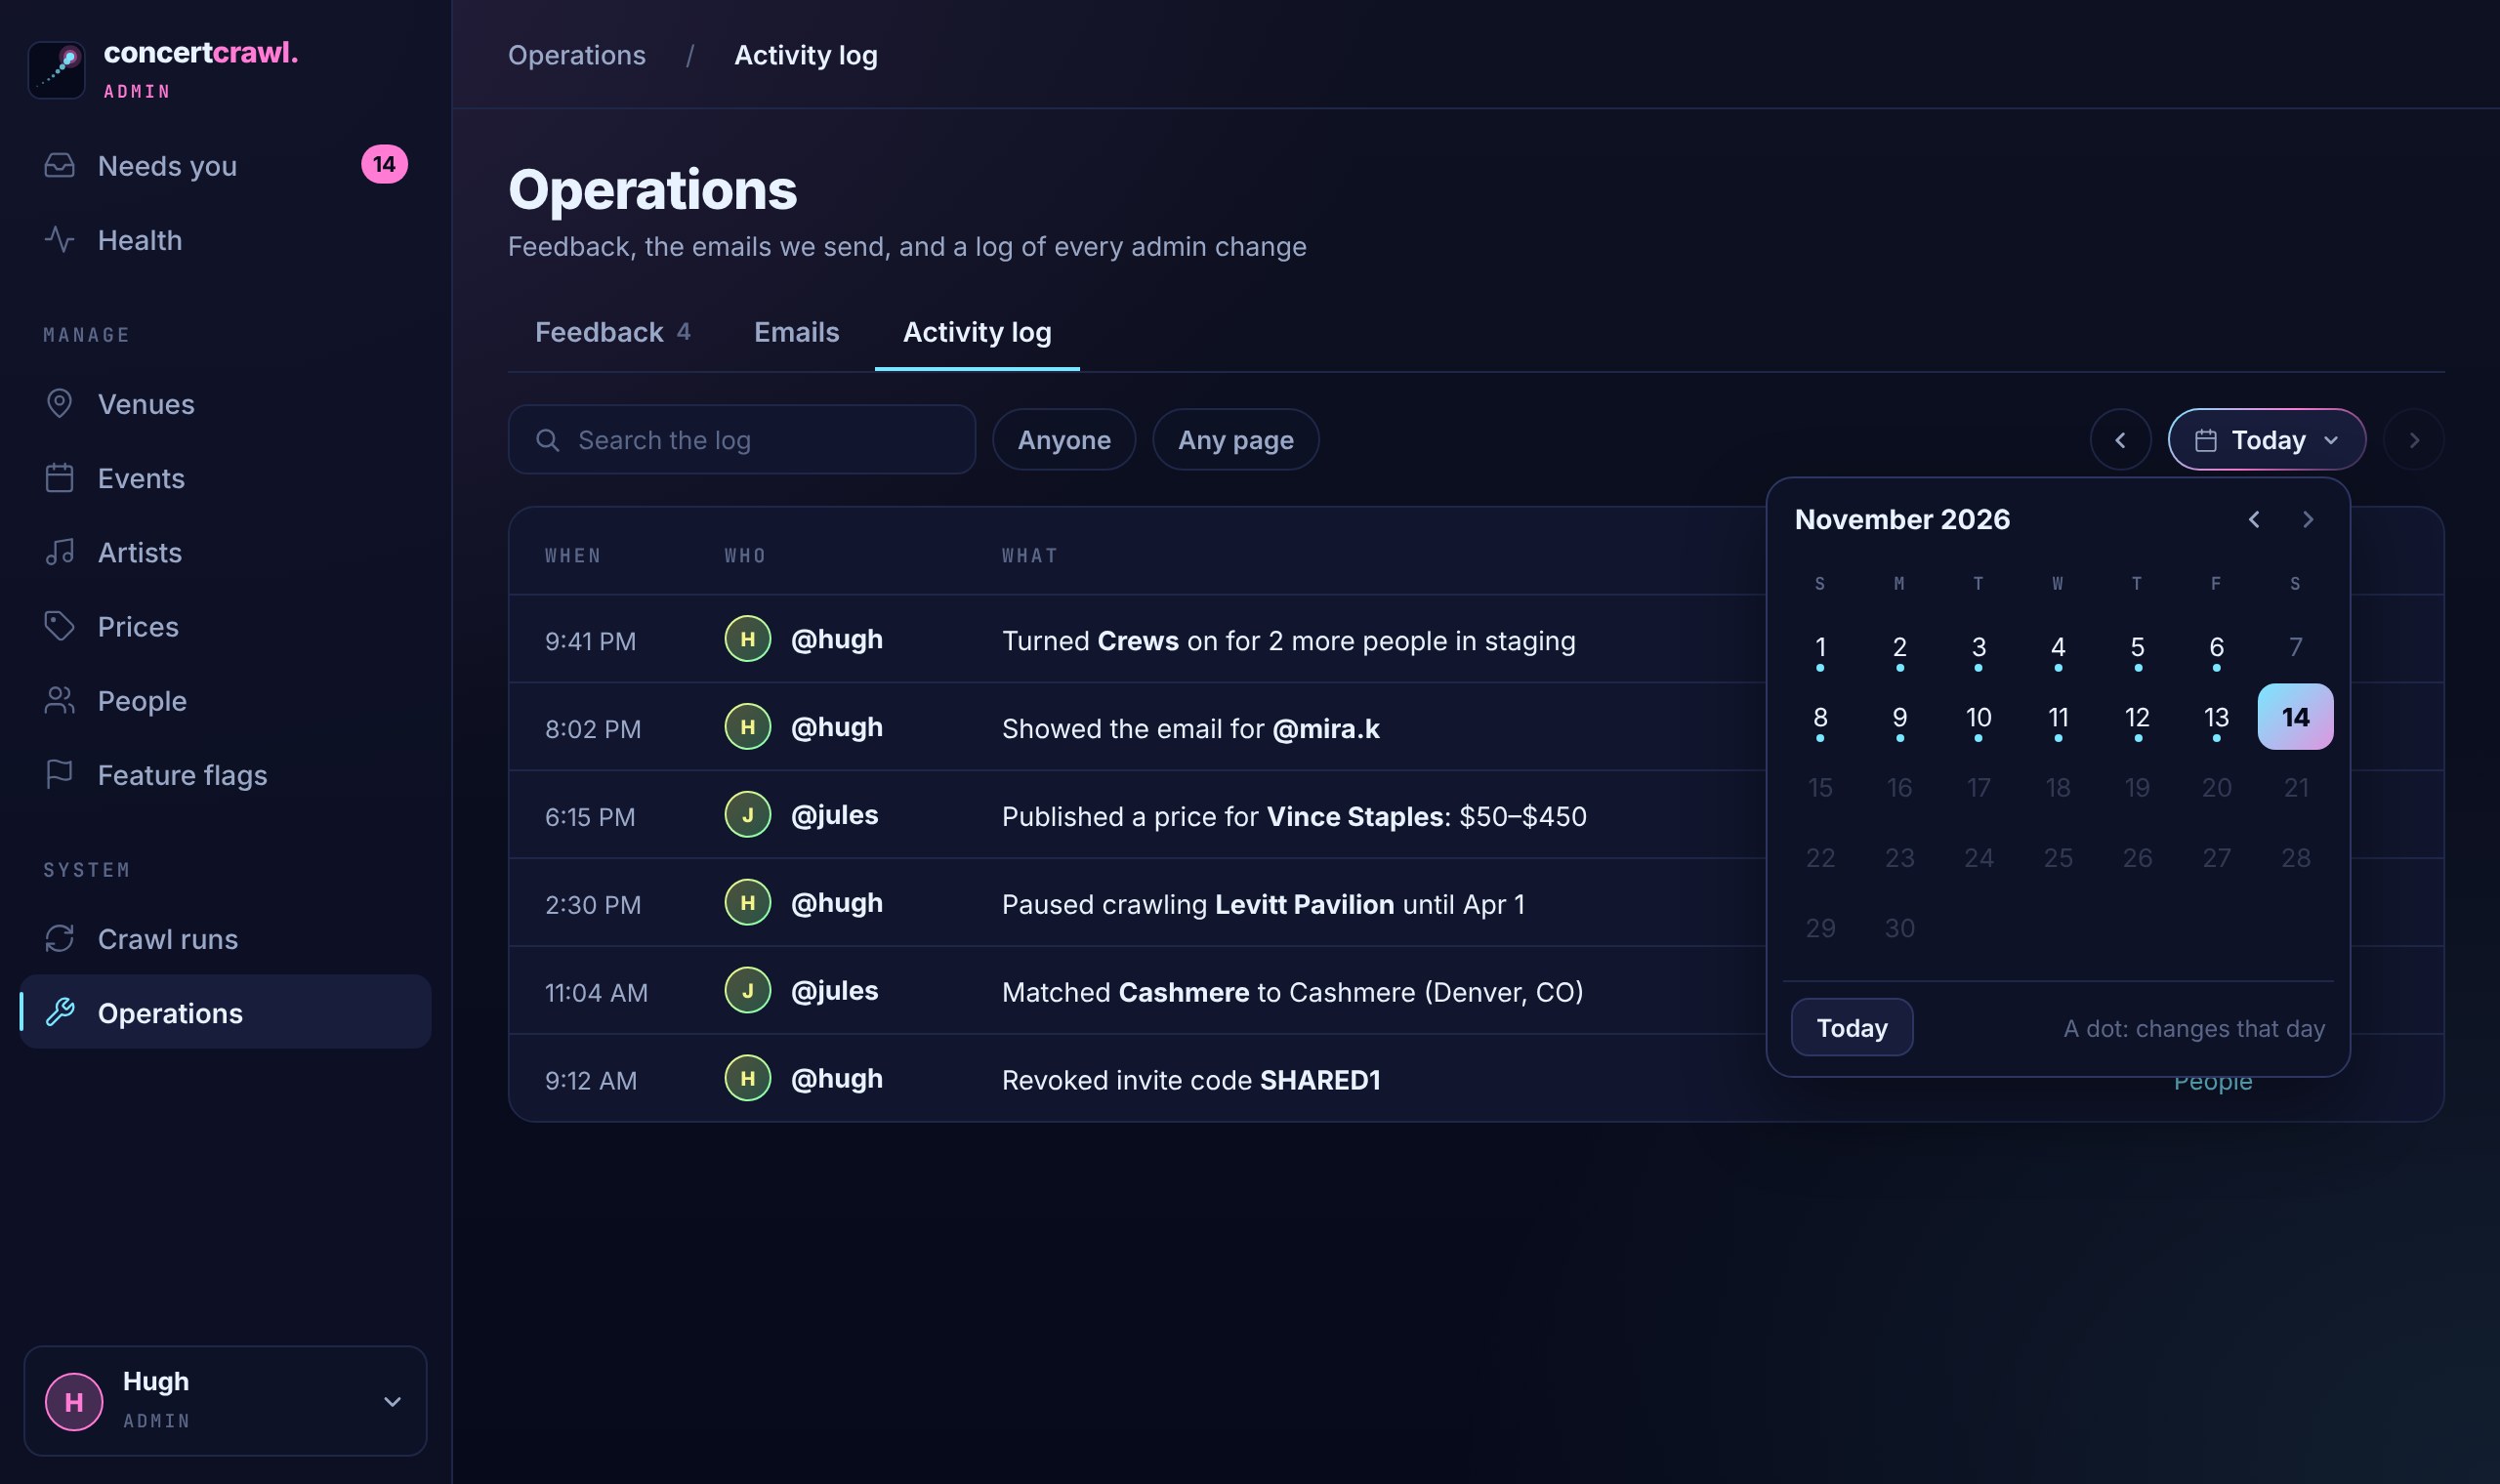 concertcrawl.
ADMIN
Needs you 14
Health
MANAGE
Venues
Events
Artists
Prices
People
Feature flags
SYSTEM
Crawl runs
Operations
H Hugh
ADMIN
Operations / Activity log
Operations
Feedback, the emails we send, and a log of every admin change
Feedback 4 Emails Activity log
Search the log Anyone Any page Today
WHEN WHO WHAT
9:41 PM H @hugh Turned Crews on for 2 more people in staging
8:02 PM H @hugh Showed the email for @mira.k
6:15 PM J @jules Published a price for Vince Staples: $50–$450
2:30 PM H @hugh Paused crawling Levitt Pavilion until Apr 1
11:04 AM J @jules Matched Cashmere to Cashmere (Denver, CO)
9:12 AM H @hugh Revoked invite code SHARED1 People
November 2026
S M T W T F S
1 2 3 4 5 6 7
8 9 10 11 12 13 14
15 16 17 18 19 20 21
22 23 24 25 26 27 28
29 30
Today A dot: changes that day